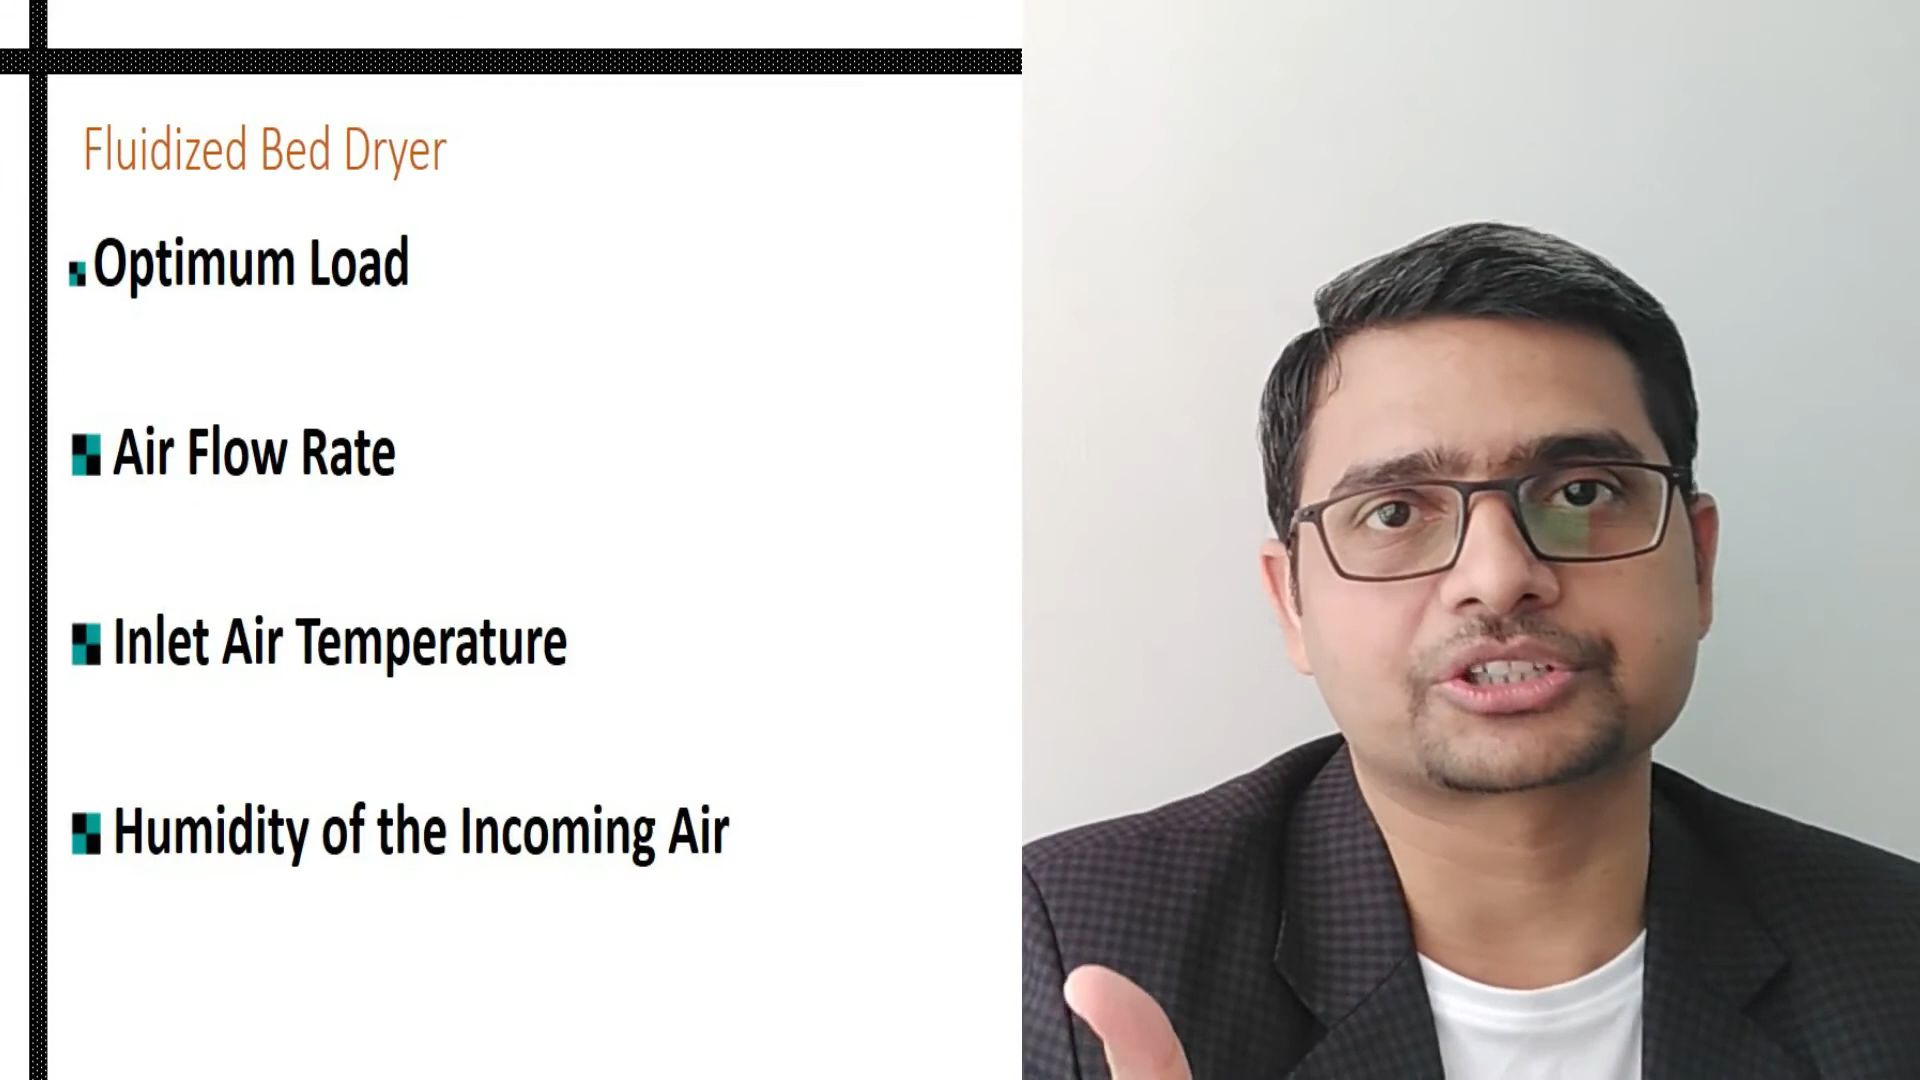 Fluidized Bed Dryer
Optimum Load
Air Flow Rate
Inlet Air Temperature
Humidity of the Incoming Air